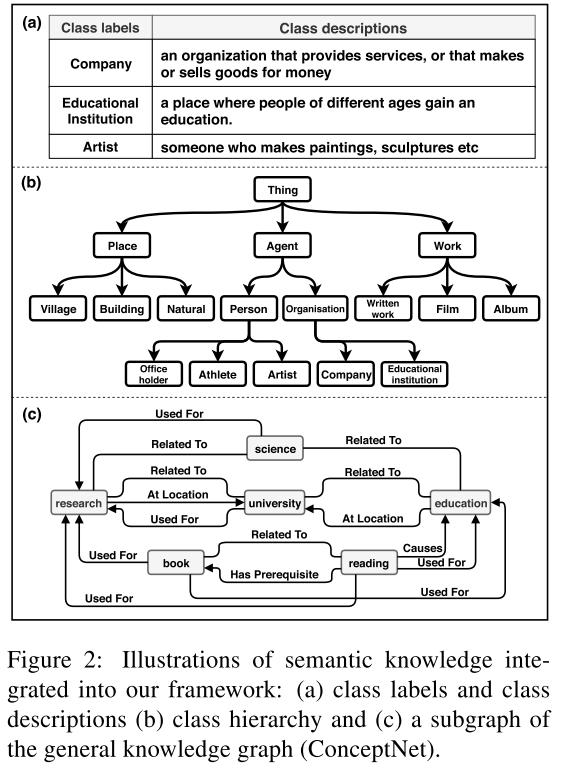 (a)
Class labels Class descriptions
Company an organization that provides services, or that makes
or sells goods for money
Educational a place where people of different ages gain an
Institution education.
Artist someone who makes paintings, sculptures etc
(b)
Thing
Place Agent Work
Village Building Natural Person Organisation Written work Film Album
Office holder Athlete Artist Company Educational institution
(c)
Used For
science
Related To Related To
Related To Related To
research At Location university education
Used For At Location
Related To
Used For book reading Causes
Used For
Has Prerequisite
Used For Used For
Figure 2: Illustrations of semantic knowledge inte-
grated into our framework: (a) class labels and class
descriptions (b) class hierarchy and (c) a subgraph of
the general knowledge graph (ConceptNet).